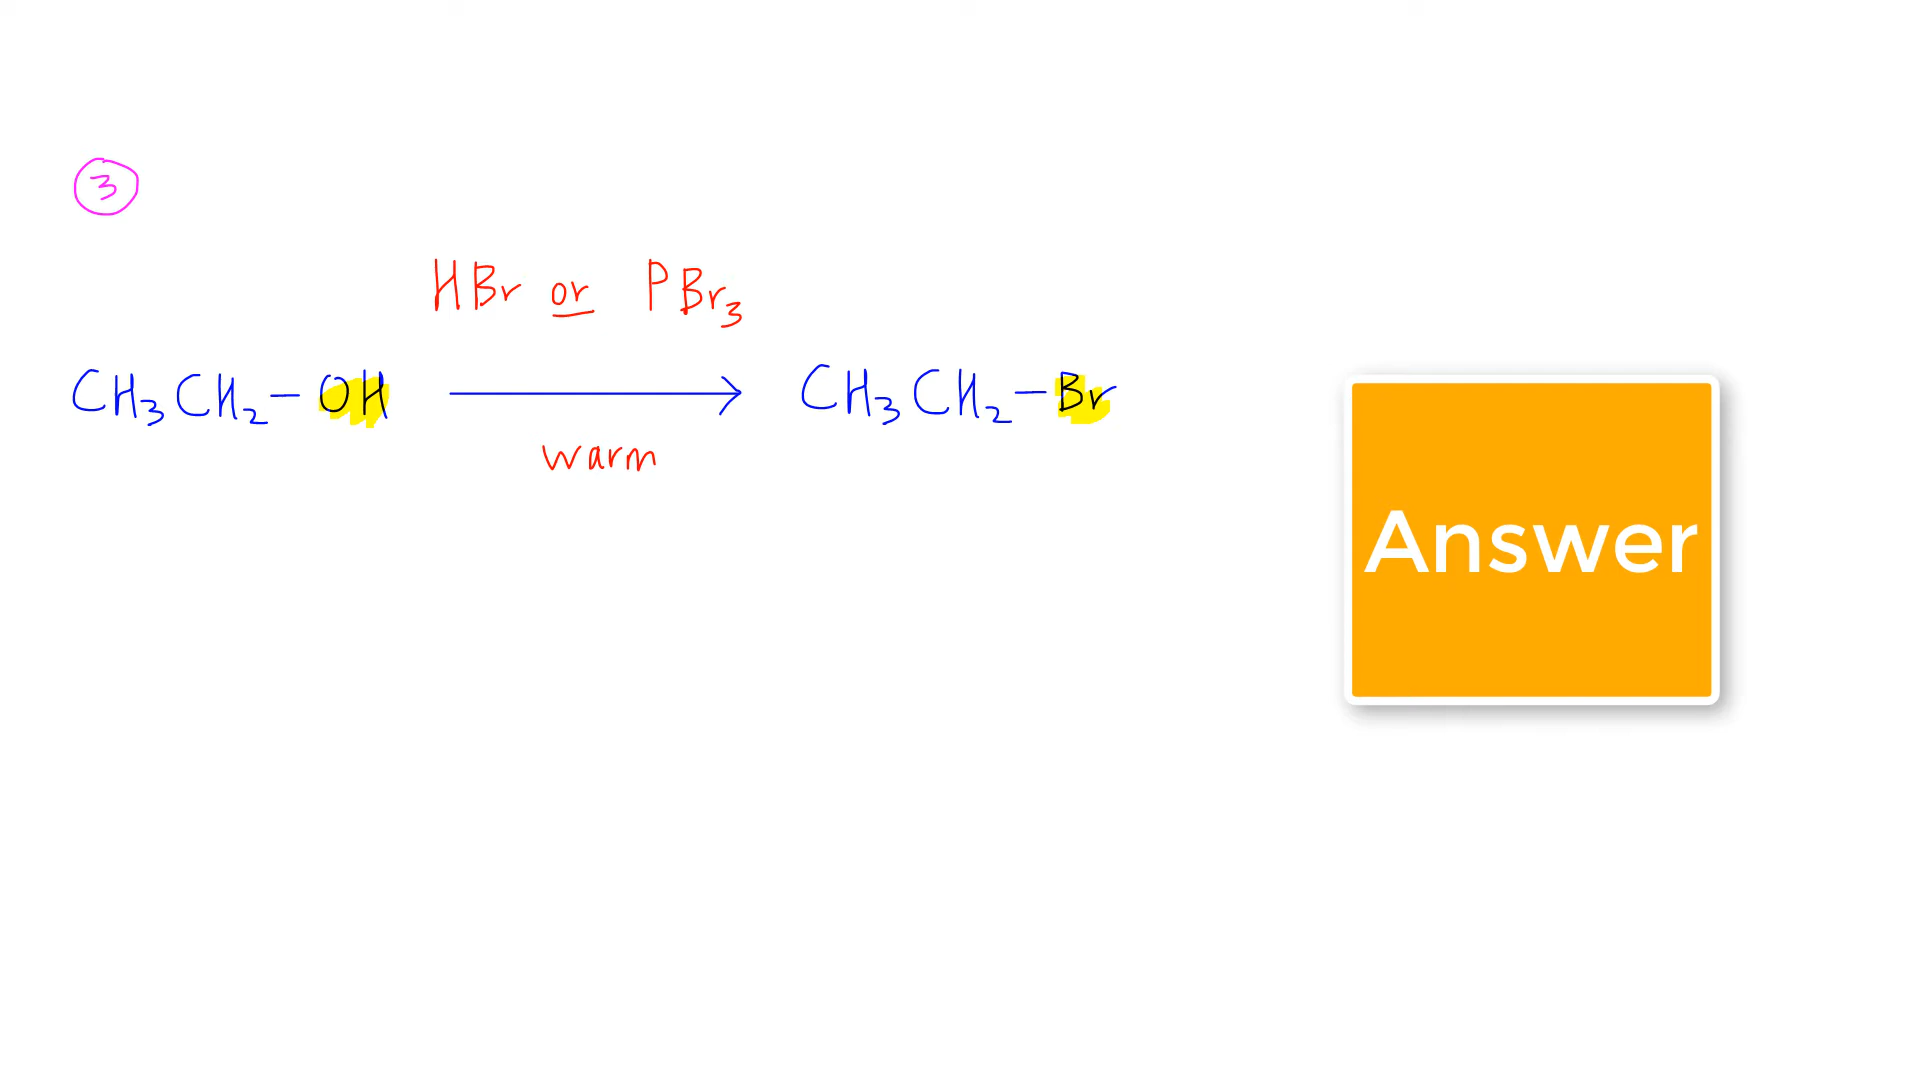 3
HBr or PBr₃
CH₃CH₂-OH → CH₃CH₂-Br
warm
Answer